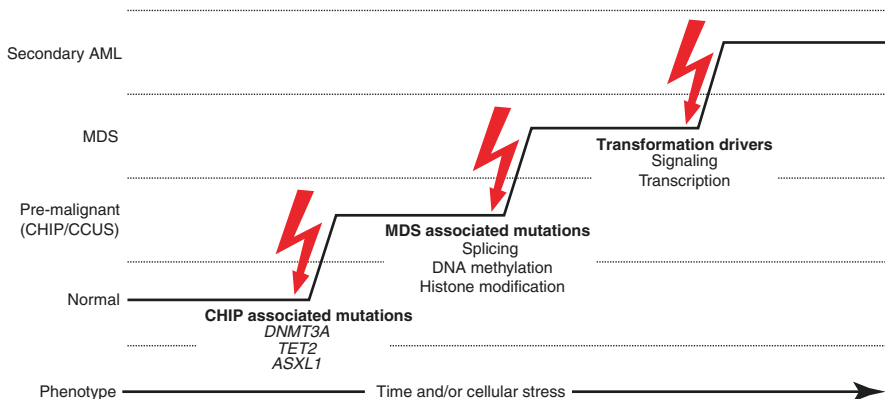 Secondary AML
MDS
Transformation drivers
Signaling
Transcription
Pre-malignant
(CHIP/CCUS)
MDS associated mutations
Splicing
DNA methylation
Histone modification
Normal
CHIP associated mutations
DNMT3A
TET2
ASXL1
Phenotype
Time and/or cellular stress